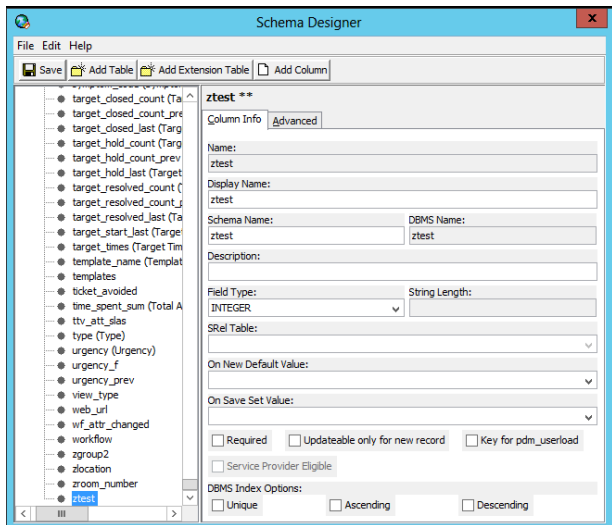 Schema Designer
x
File Edit Help
Save Add Table Add Extension Table Add Column
target_closed_count (Ta
target_closed_count_pre
target_closed_last (Targ
target_hold_count (Targ
target_hold_count_prev
target_hold_last (Target
target_resolved_count (
target_resolved_count_p
target_resolved_last (Ta
target_start_last (Target
target_times (Target Tim
template_name (Templat
templates
ticket_avoided
time_spent_sum (Total A
ttv_att_slas
type (Type)
urgency (Urgency)
urgency_f
urgency_prev
view_type
web_url
wf_attr_changed
workflow
zgroup2
zlocation
zroom_number
ztest
ztest **
Column Info Advanced
Name:
ztest
Display Name:
ztest
Schema Name: DBMS Name:
ztest ztest
Description:
Field Type: String Length:
INTEGER
SRel Table:
On New Default Value:
On Save Set Value:
Required Updateable only for new record Key for pdm_userload
Service Provider Eligible
DBMS Index Options:
Unique Ascending Descending